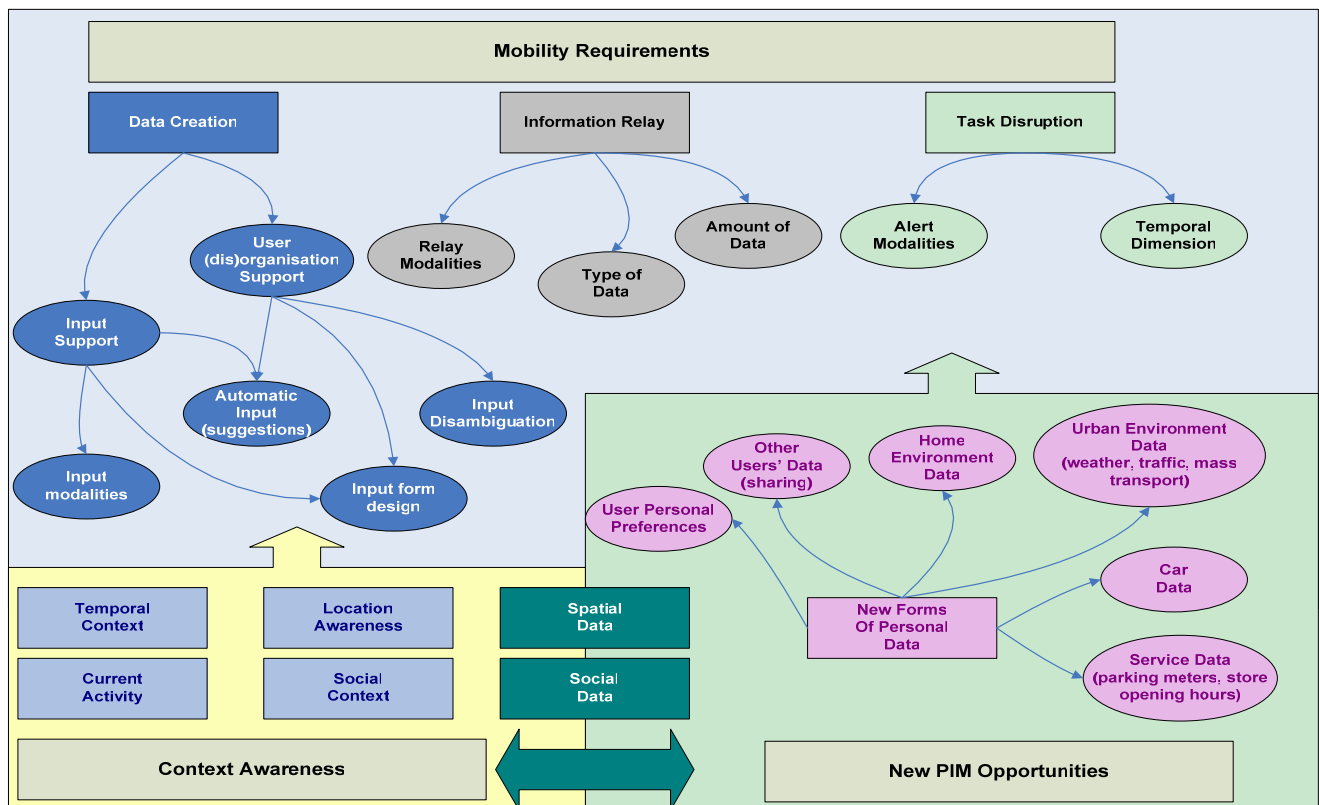 Mobility Requirements
Data Creation
Information Relay
Task Disruption
User
(dis)organisation
Support
Relay
Modalities
Type of
Data
Amount of
Data
Alert
Modalities
Temporal
Dimension
Input
Support
Automatic
Input
(suggestions)
Input
Disambiguation
Input
modalities
Input form
design
Other
Users' Data
(sharing)
Home
Environment
Data
Urban Environment
Data
(weather, traffic, mass
transport)
User Personal
Preferences
Car
Data
New Forms
Of Personal
Data
Service Data
(parking meters, store
opening hours)
Temporal
Context
Location
Awareness
Spatial
Data
Current
Activity
Social
Context
Social
Data
Context Awareness
New PIM Opportunities